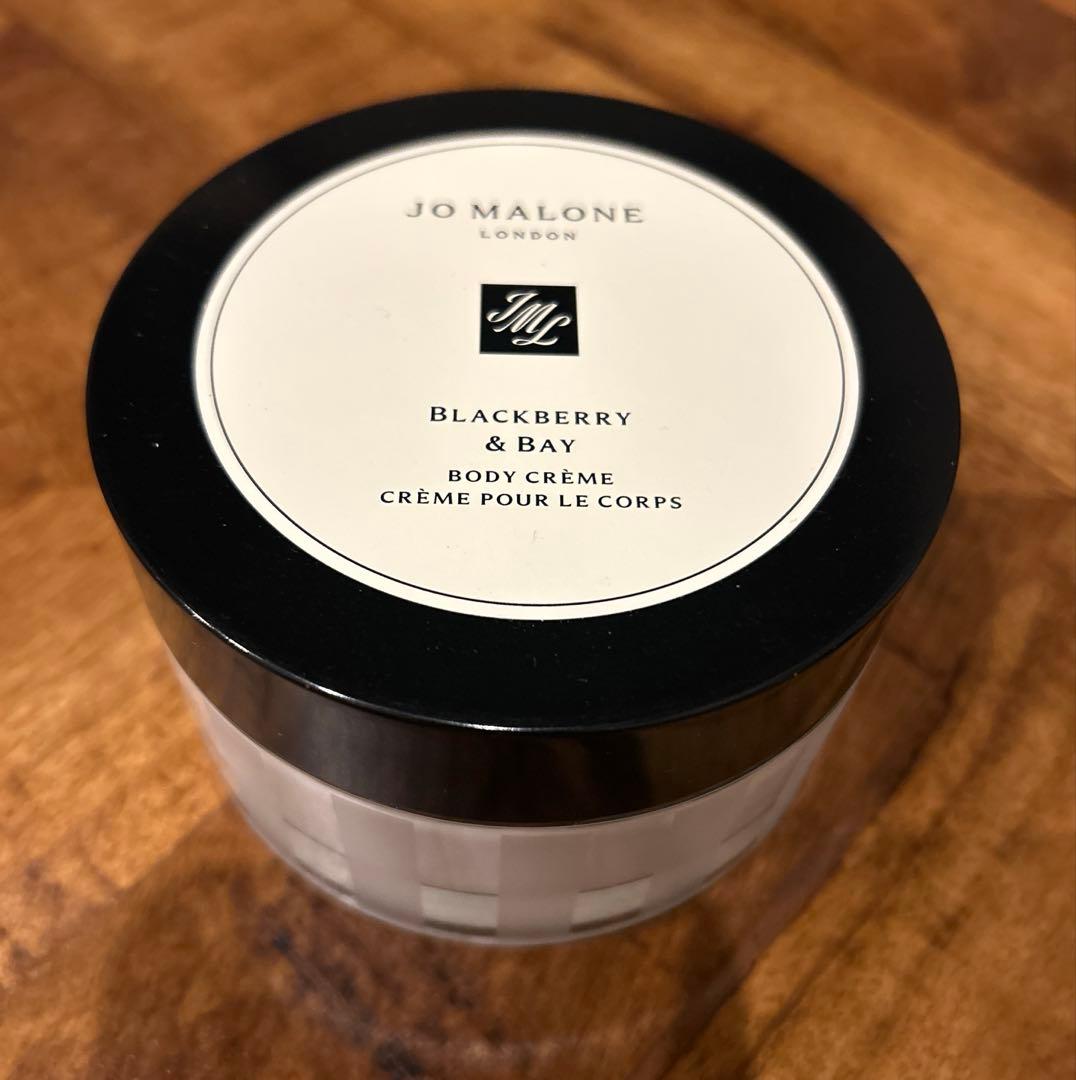 JO MALONE
LONDON
JML
BLACKBERRY
& BAY
BODY CRÈME
CRÈME POUR LE CORPS